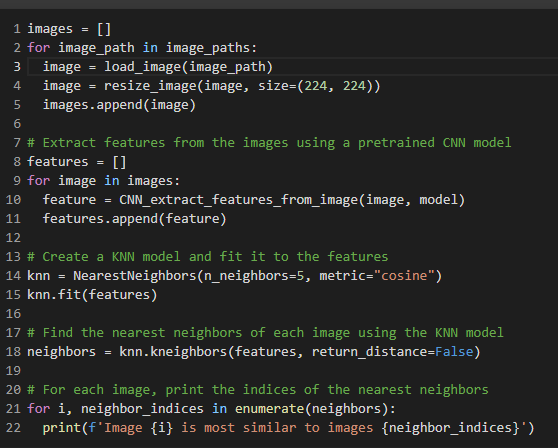 1 images = []
2 for image_path in image_paths:
3   image = load_image(image_path)
4   image = resize_image(image, size=(224, 224))
5   images.append(image)
6
7 # Extract features from the images using a pretrained CNN model
8 features = []
9 for image in images:
10   feature = CNN_extract_features_from_image(image, model)
11   features.append(feature)
12
13 # Create a KNN model and fit it to the features
14 knn = NearestNeighbors(n_neighbors=5, metric="cosine")
15 knn.fit(features)
16
17 # Find the nearest neighbors of each image using the KNN model
18 neighbors = knn.kneighbors(features, return_distance=False)
19
20 # For each image, print the indices of the nearest neighbors
21 for i, neighbor_indices in enumerate(neighbors):
22   print(f'Image {i} is most similar to images {neighbor_indices}')